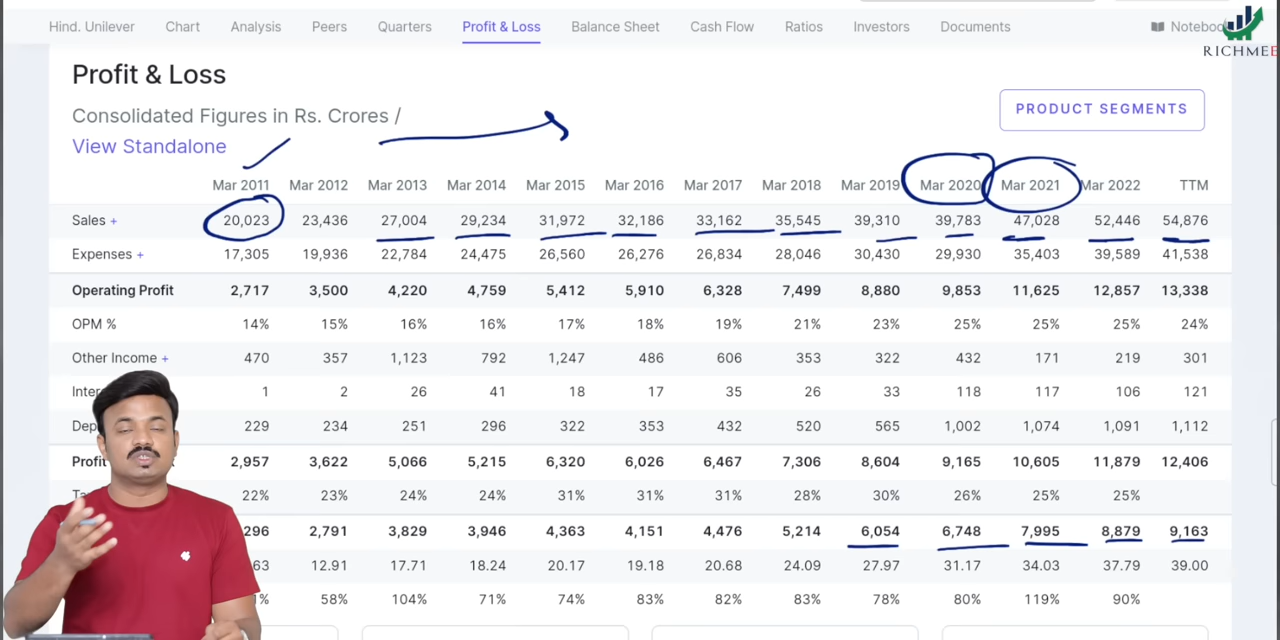 Hind. Unilever Chart Analysis Peers Quarters Profit & Loss Balance Sheet Cash Flow Ratios Investors Documents
RICHMEE
Profit & Loss
Consolidated Figures in Rs. Crores /
View Standalone
PRODUCT SEGMENTS
Mar 2011 Mar 2012 Mar 2013 Mar 2014 Mar 2015 Mar 2016 Mar 2017 Mar 2018 Mar 2019 Mar 2020 Mar 2021 Mar 2022 TTM
Sales + 20,023 23,436 27,004 29,234 31,972 32,186 33,162 35,545 39,310 39,783 47,028 52,446 54,876
Expenses + 17,305 19,936 22,784 24,475 26,560 26,276 26,834 28,046 30,430 29,930 35,403 39,589 41,538
Operating Profit 2,717 3,500 4,220 4,759 5,412 5,910 6,328 7,499 8,880 9,853 11,625 12,857 13,338
OPM % 14% 15% 16% 16% 17% 18% 19% 21% 23% 25% 25% 25% 24%
Other Income + 470 357 1,123 792 1,247 486 606 353 322 432 171 219 301
1 2 26 41 18 17 35 26 33 118 117 106 121
229 234 251 296 322 353 432 520 565 1,002 1,074 1,091 1,112
Profit 2,957 3,622 5,066 5,215 6,320 6,026 6,467 7,306 8,604 9,165 10,605 11,879 12,406
22% 23% 24% 24% 31% 31% 31% 28% 30% 26% 25% 25%
296 2,791 3,829 3,946 4,363 4,151 4,476 5,214 6,054 6,748 7,995 8,879 9,163
63 12.91 17.71 18.24 20.17 19.18 20.68 24.09 27.97 31.17 34.03 37.79 39.00
58% 104% 71% 74% 83% 82% 83% 78% 80% 119% 90%